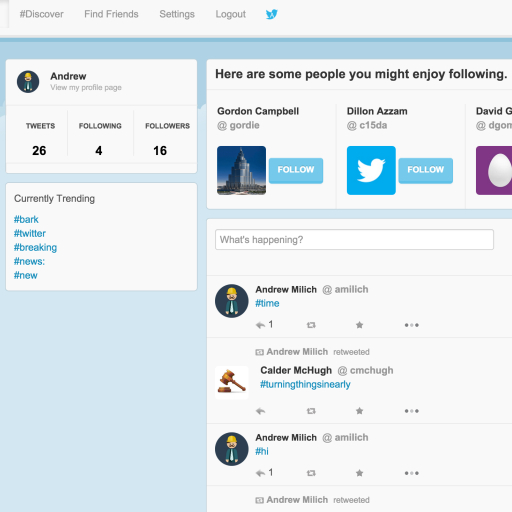 #Discover Find Friends Settings Logout
Andrew
View my profile page
TWEETS FOLLOWING FOLLOWERS
26 4 16
Currently Trending
#bark
#twitter
#breaking
#news:
#new
Here are some people you might enjoy following.
Gordon Campbell Dillon Azzam David G
@ gordie @ c15da @ dgom
FOLLOW FOLLOW
What's happening?
Andrew Milich @ amilich
#time
1
Andrew Milich retweeted
Calder McHugh @ cmchugh
#turningthingsinearly
Andrew Milich @ amilich
#hi
1
Andrew Milich retweeted